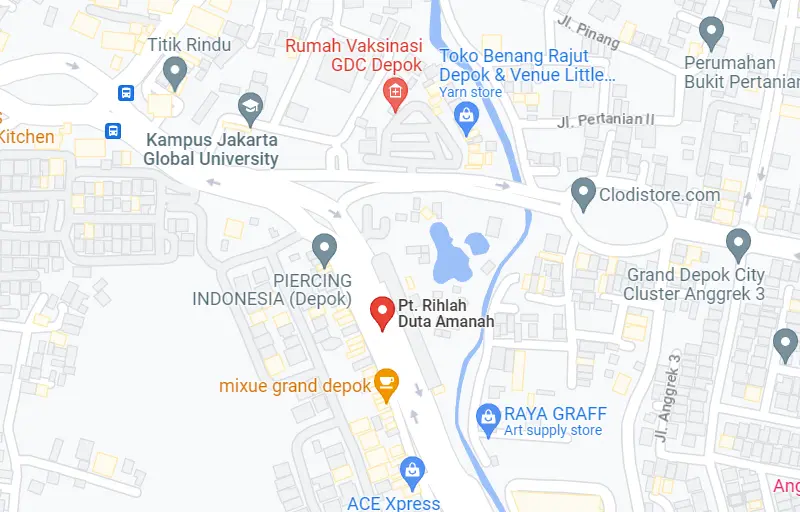 Jl. Pinang
Titik Rindu
Rumah Vaksinasi
GDC Depok
Toko Benang Rajut
Depok & Venue Little...
Yarn store
Perumahan
Bukit Pertanian
Jl. Pertanian II
S
Kitchen
Kampus Jakarta
Global University
Clodistore.com
PIERCING
INDONESIA (Depok)
Grand Depok City
Cluster Anggrek 3
Pt. Rihlah
Duta Amanah
mixue grand depok
Jl. Anggrek 3
RAYA GRAFF
Art supply store
ACE Xpress
Ang